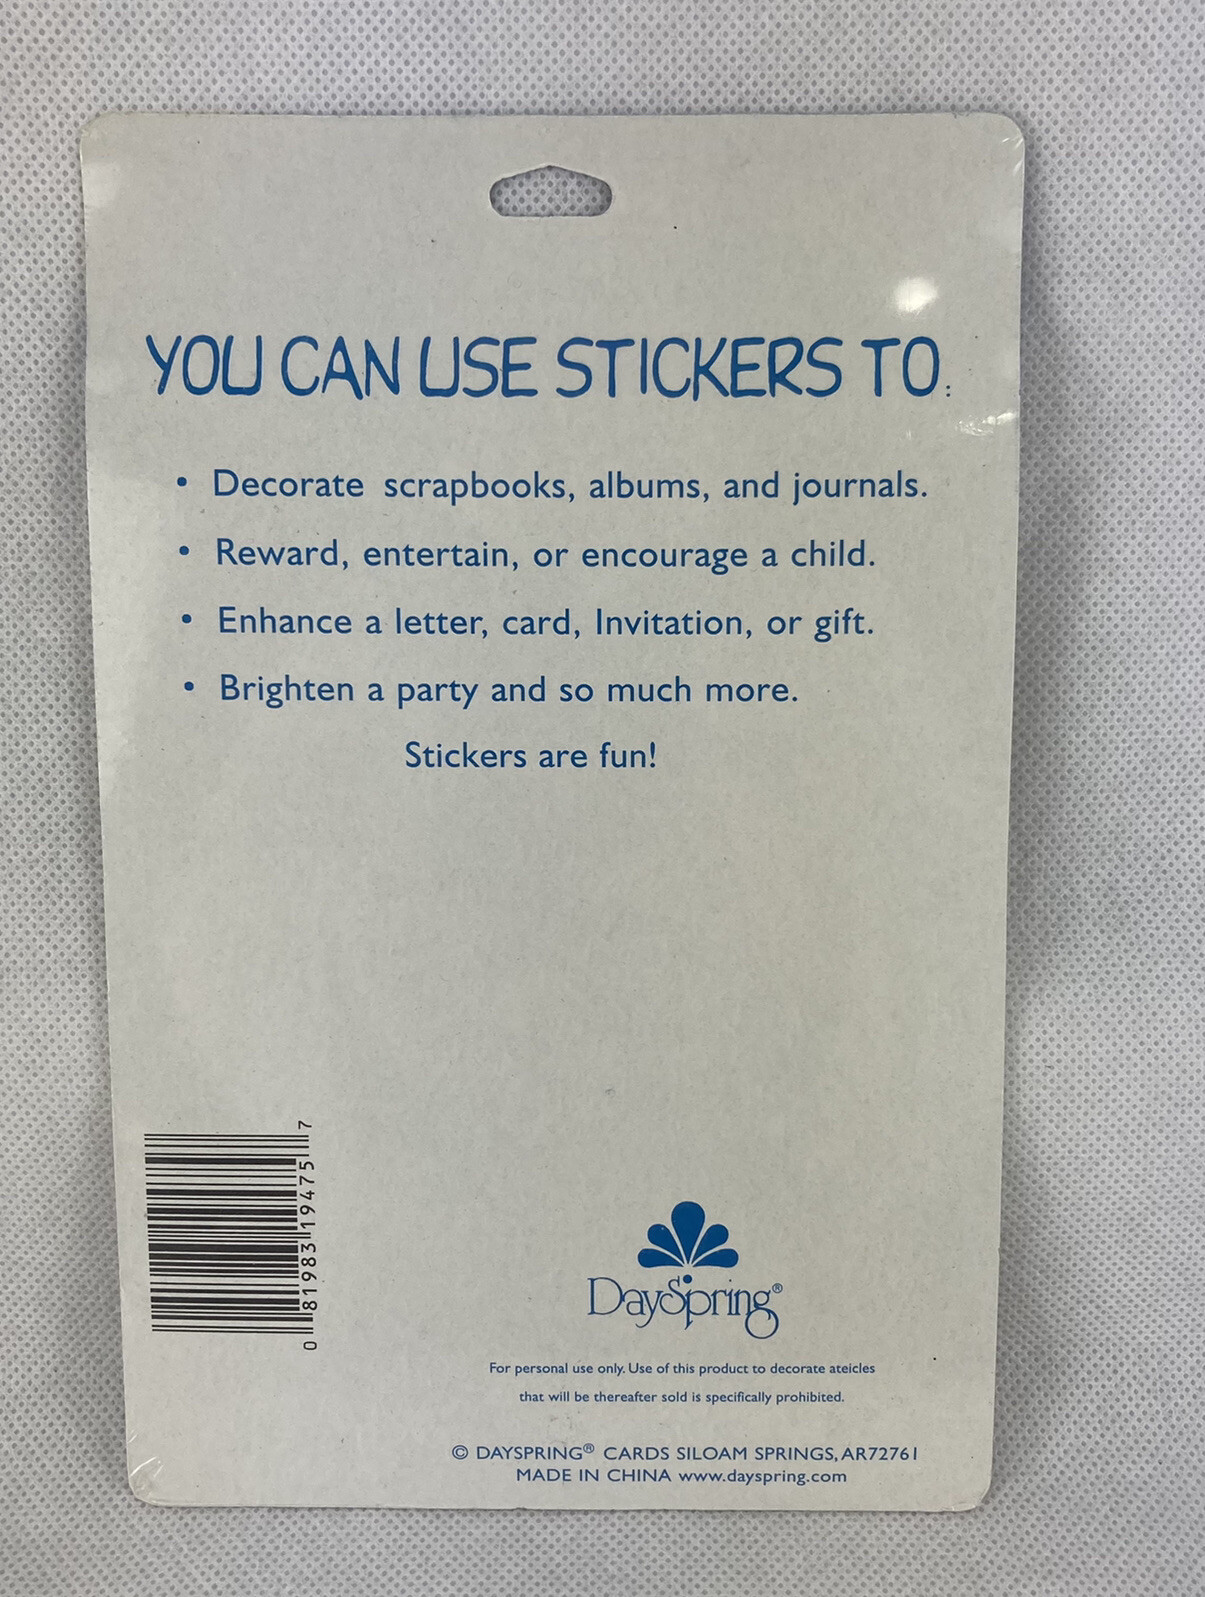 YOU CAN USE STICKERS TO:
• Decorate scrapbooks, albums, and journals.
• Reward, entertain, or encourage a child.
• Enhance a letter, card, Invitation, or gift.
• Brighten a party and so much more.
Stickers are fun!
0 81983 19475 7
DaySpring®
For personal use only. Use of this product to decorate ateicles
that will be thereafter sold is specifically prohibited.
© DAYSPRING® CARDS SILOAM SPRINGS, AR72761
MADE IN CHINA www.dayspring.com